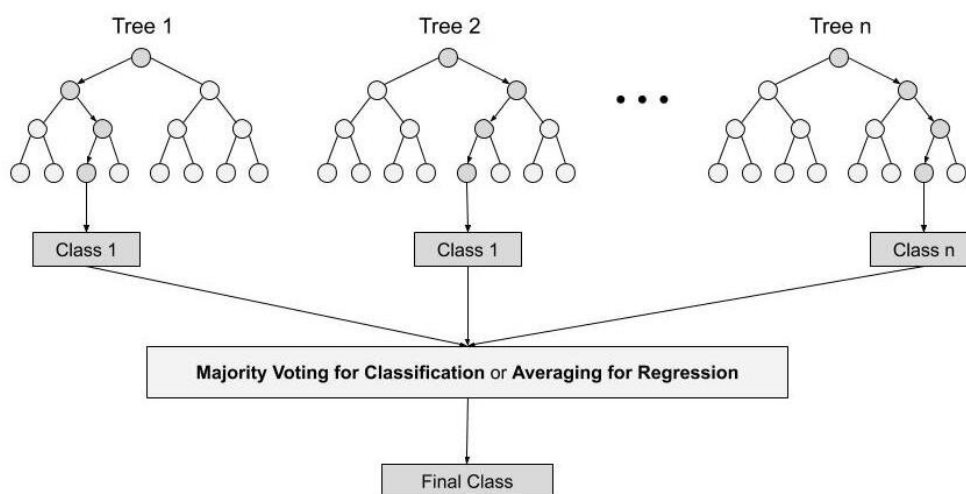 Tree 1
Tree 2
Tree n
Class 1
Class 1
Class n
Majority Voting for Classification or Averaging for Regression
Final Class